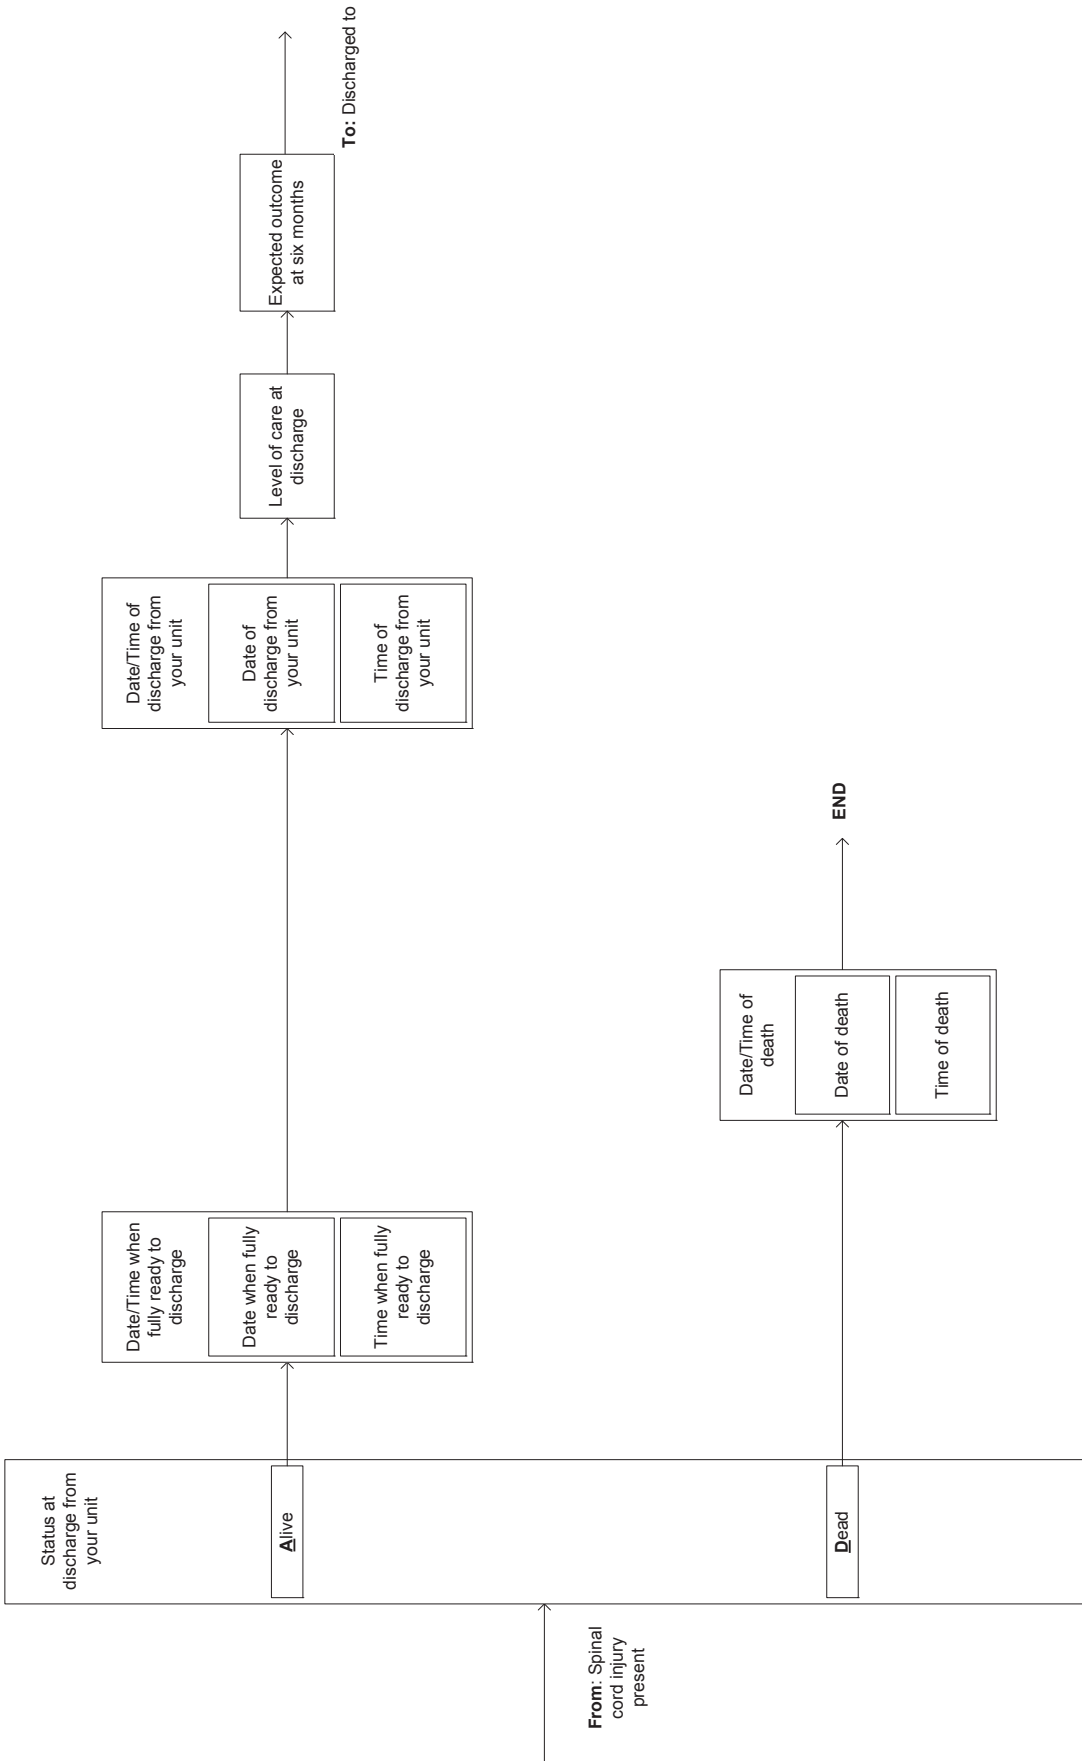 From: Spinal
cord injury
present
Status at
discharge from
your unit
Alive
Dead
Date/Time when
fully ready to
discharge
Date when fully
ready to
discharge
Time when fully
ready to
discharge
Date/Time of
discharge from
your unit
Date of
discharge from
your unit
Time of
discharge from
your unit
Level of care at
discharge
Expected outcome
at six months
To: Discharged to
Date/Time of
death
Date of death
Time of death
END